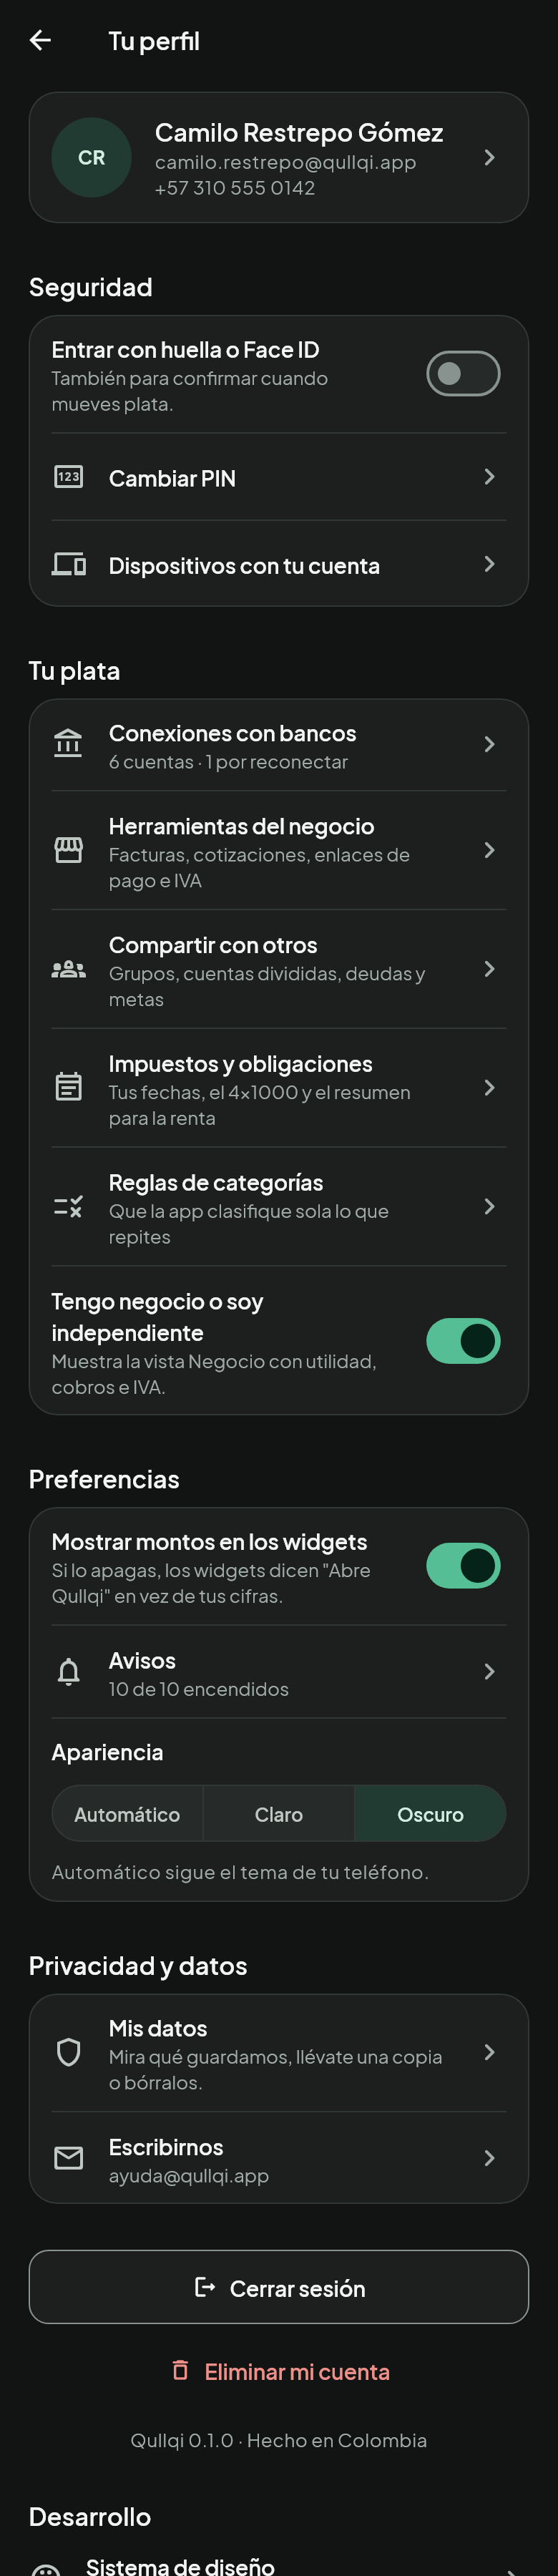 Tu perfil
CR
Camilo Restrepo Gómez
camilo.restrepo@qullqi.app
+57 310 555 0142
Seguridad
Entrar con huella o Face ID
También para confirmar cuando
mueves plata.
123
Cambiar PIN
Dispositivos con tu cuenta
Tu plata
Conexiones con bancos
6 cuentas · 1 por reconectar
Herramientas del negocio
Facturas, cotizaciones, enlaces de
pago e IVA
Compartir con otros
Grupos, cuentas divididas, deudas y
metas
Impuestos y obligaciones
Tus fechas, el 4×1000 y el resumen
para la renta
Reglas de categorías
Que la app clasifique sola lo que
repites
Tengo negocio o soy
independiente
Muestra la vista Negocio con utilidad,
cobros e IVA.
Preferencias
Mostrar montos en los widgets
Si lo apagas, los widgets dicen "Abre
Qullqi" en vez de tus cifras.
Avisos
10 de 10 encendidos
Apariencia
Automático Claro Oscuro
Automático sigue el tema de tu teléfono.
Privacidad y datos
Mis datos
Mira qué guardamos, llévate una copia
o bórralos.
Escribirnos
ayuda@qullqi.app
Cerrar sesión
Eliminar mi cuenta
Qullqi 0.1.0 · Hecho en Colombia
Desarrollo
Sistema de diseño